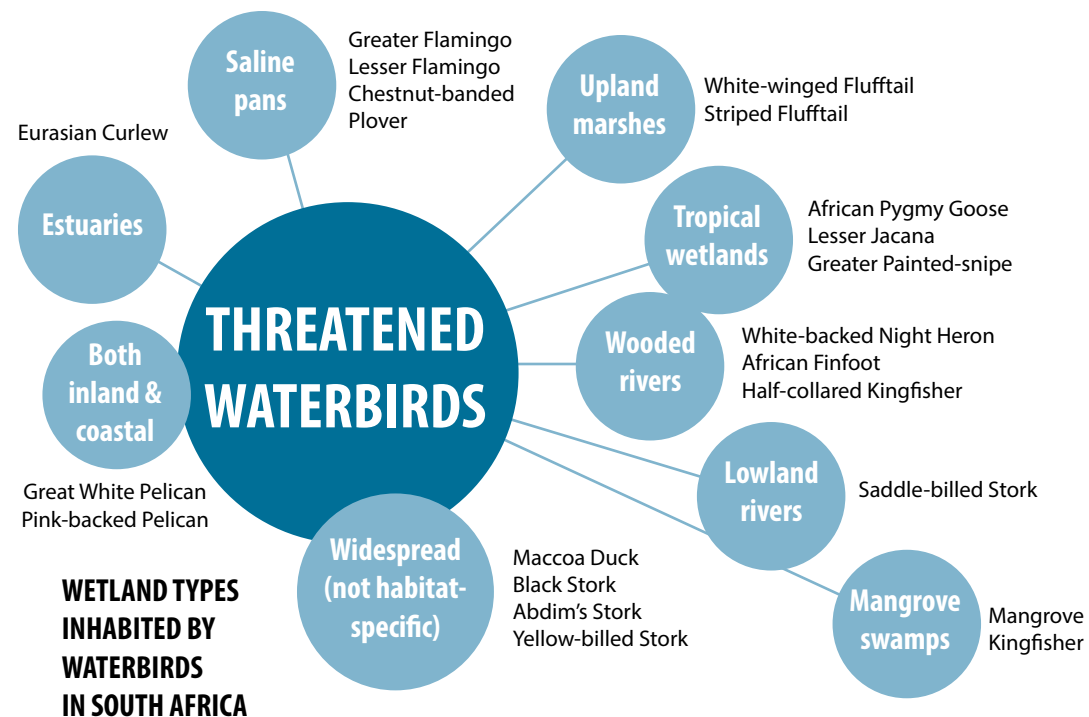 Saline
pans
Greater Flamingo
Lesser Flamingo
Chestnut-banded
Plover
Upland
marshes
White-winged Flufftail
Striped Flufftail
Eurasian Curlew
Estuaries
Tropical
wetlands
African Pygmy Goose
Lesser Jacana
Greater Painted-snipe
THREATENED
WATERBIRDS
Both
inland &
coastal
Great White Pelican
Pink-backed Pelican
Wooded
rivers
White-backed Night Heron
African Finfoot
Half-collared Kingfisher
Lowland
rivers
Saddle-billed Stork
Widespread
(not habitat-
specific)
Maccoa Duck
Black Stork
Abdim's Stork
Yellow-billed Stork
Mangrove
swamps
Mangrove
Kingfisher
WETLAND TYPES
INHABITED BY
WATERBIRDS
IN SOUTH AFRICA